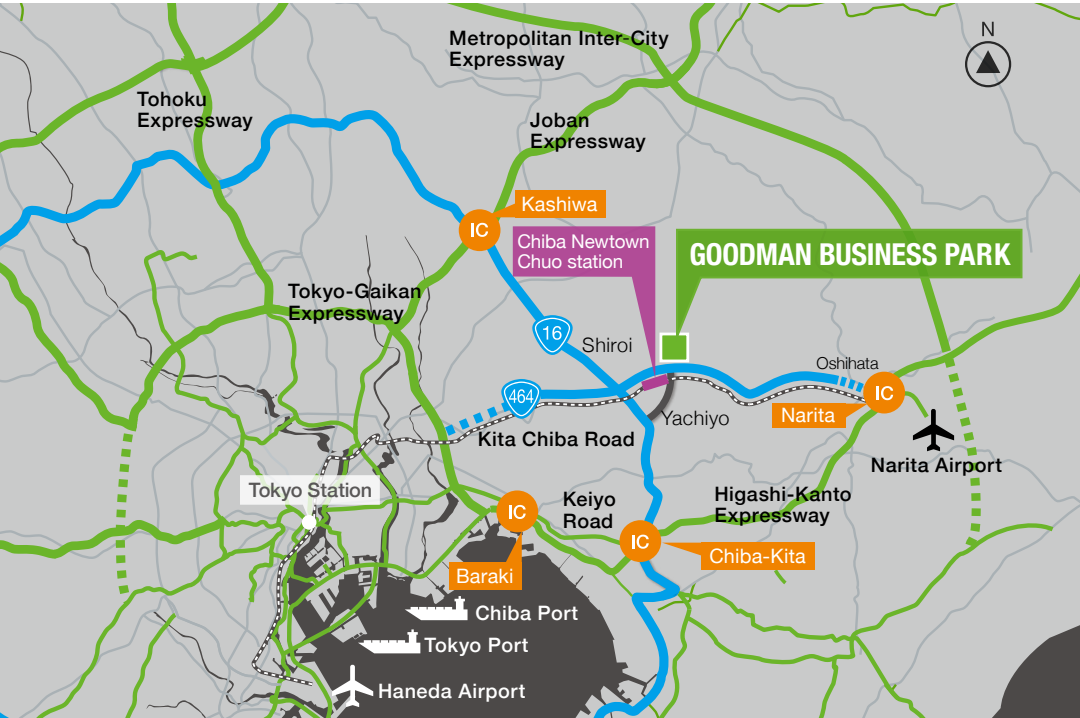 N
Metropolitan Inter-City
Expressway
Tohoku
Expressway
Joban
Expressway
IC
Kashiwa
Chiba Newtown
Chuo station
GOODMAN BUSINESS PARK
Tokyo-Gaikan
Expressway
16
Shiroi
Oshihata
464
IC
Yachiyo
Narita
Kita Chiba Road
Narita Airport
Tokyo Station
Keiyo
Road
Higashi-Kanto
Expressway
IC
IC
Chiba-Kita
Baraki
Chiba Port
Tokyo Port
Haneda Airport